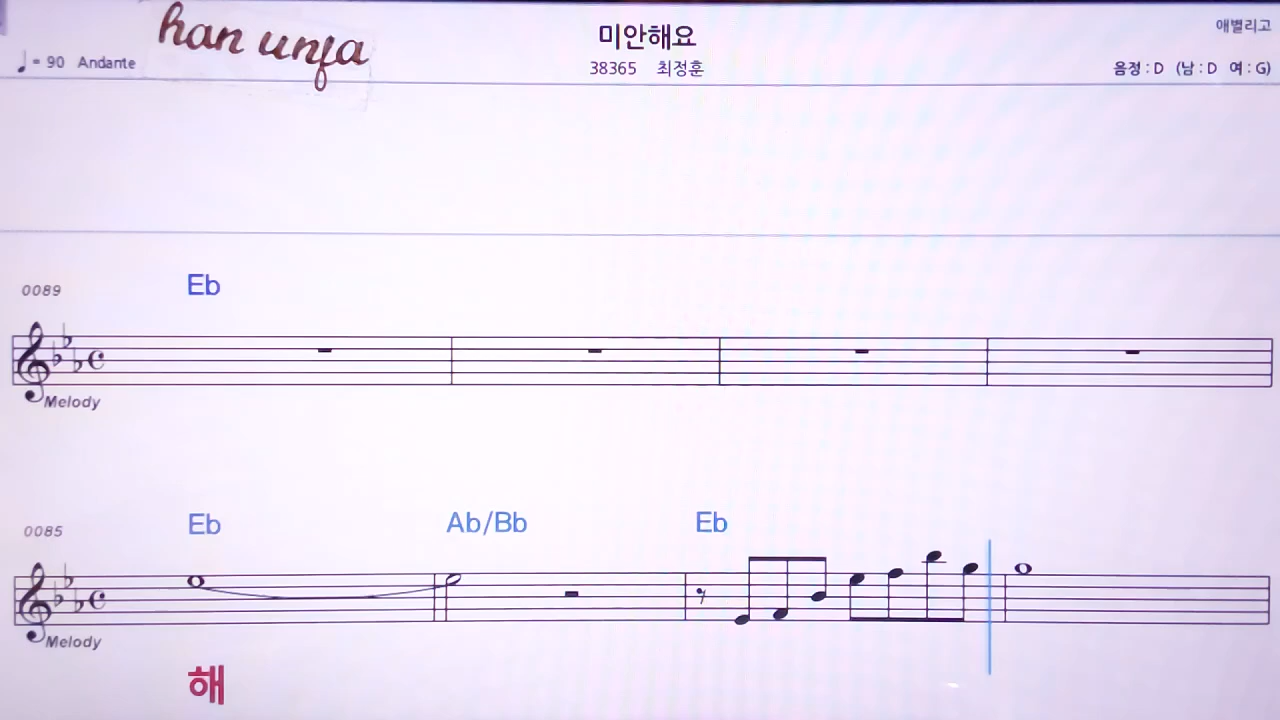 han unja
미안해요
애별리고
♩= 90 Andante
38365 최정훈
음정 : D (남 : D 여 : G)
0089
Eb
Melody
0085
Eb Ab/Bb Eb
Melody
해